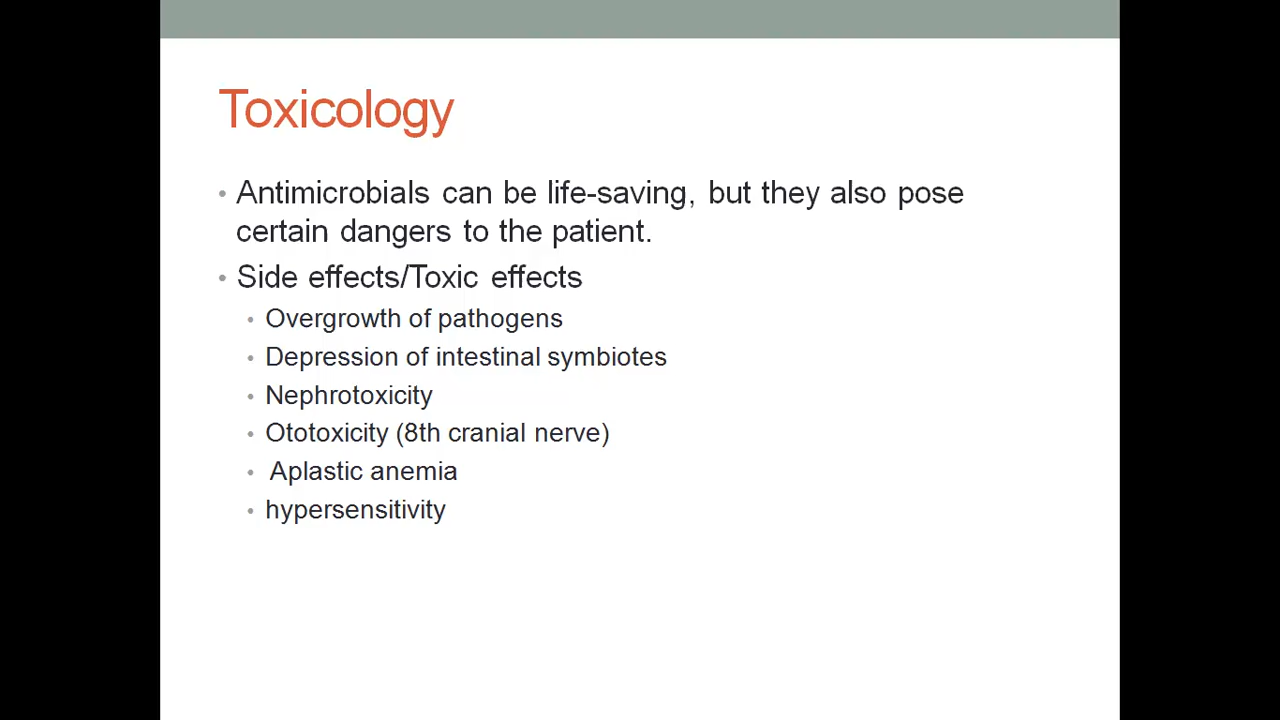 Toxicology
• Antimicrobials can be life-saving, but they also pose
certain dangers to the patient.
• Side effects/Toxic effects
• Overgrowth of pathogens
• Depression of intestinal symbiotes
• Nephrotoxicity
• Ototoxicity (8th cranial nerve)
• Aplastic anemia
• hypersensitivity